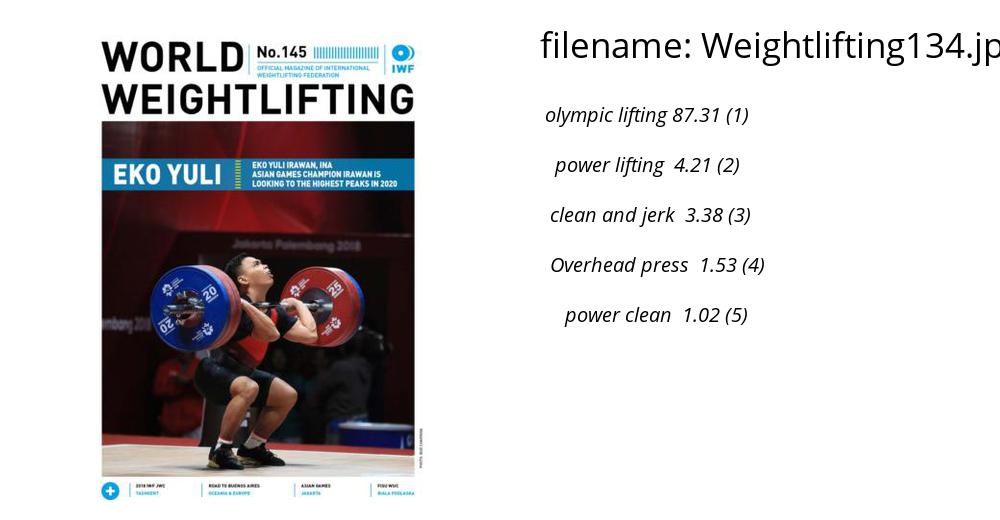 WORLD
No.145
OFFICIAL MAGAZINE OF INTERNATIONAL
WEIGHTLIFTING FEDERATION
IWF
WEIGHTLIFTING
EKO YULI
EKO YULI IRAWAN, INA
ASIAN GAMES CHAMPION IRAWAN IS
LOOKING TO THE HIGHEST PEAKS IN 2020
Jakarta Palembang 2018
20
25
20
2018 IWF JWC
TASHKENT
ROAD TO BUENOS AIRES
OCEANIA & EUROPE
ASIAN GAMES
JAKARTA
FISU WUC
BIALA PODLASKA
filename: Weightlifting134.jp
olympic lifting 87.31 (1)
power lifting 4.21 (2)
clean and jerk 3.38 (3)
Overhead press 1.53 (4)
power clean 1.02 (5)